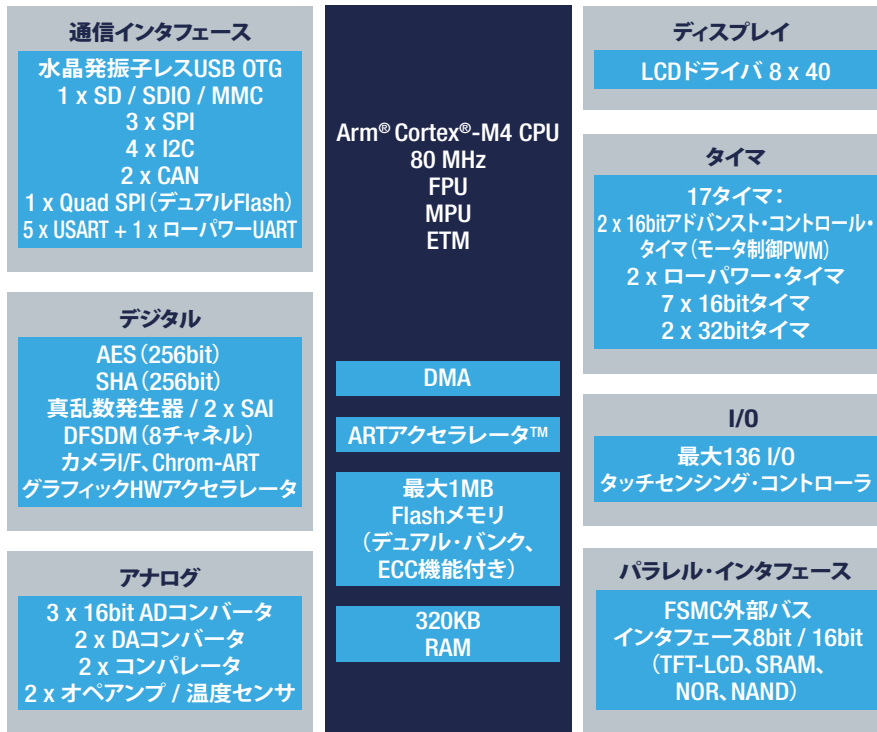 通信インタフェース
水晶発振子レスUSB OTG
1 x SD / SDIO / MMC
3 x SPI
4 x I2C
2 x CAN
1 x Quad SPI(デュアルFlash)
5 x USART + 1 x ローパワーUART
デジタル
AES(256bit)
SHA(256bit)
真乱数発生器 / 2 x SAI
DFSDM(8チャネル)
カメラI/F、Chrom-ART
グラフィックHWアクセラレータ
アナログ
3 x 16bit ADコンバータ
2 x DAコンバータ
2 x コンパレータ
2 x オペアンプ / 温度センサ
Arm® Cortex®-M4 CPU
80 MHz
FPU
MPU
ETM
DMA
ARTアクセラレータ™
最大1MB
Flashメモリ
(デュアル・バンク、
ECC機能付き)
320KB
RAM
ディスプレイ
LCDドライバ 8 x 40
タイマ
17タイマ:
2 x 16bitアドバンスト・コントロール・
タイマ(モータ制御PWM)
2 x ローパワー・タイマ
7 x 16bitタイマ
2 x 32bitタイマ
I/O
最大136 I/O
タッチセンシング・コントローラ
パラレル・インタフェース
FSMC外部バス
インタフェース8bit / 16bit
(TFT-LCD、SRAM、
NOR、NAND)